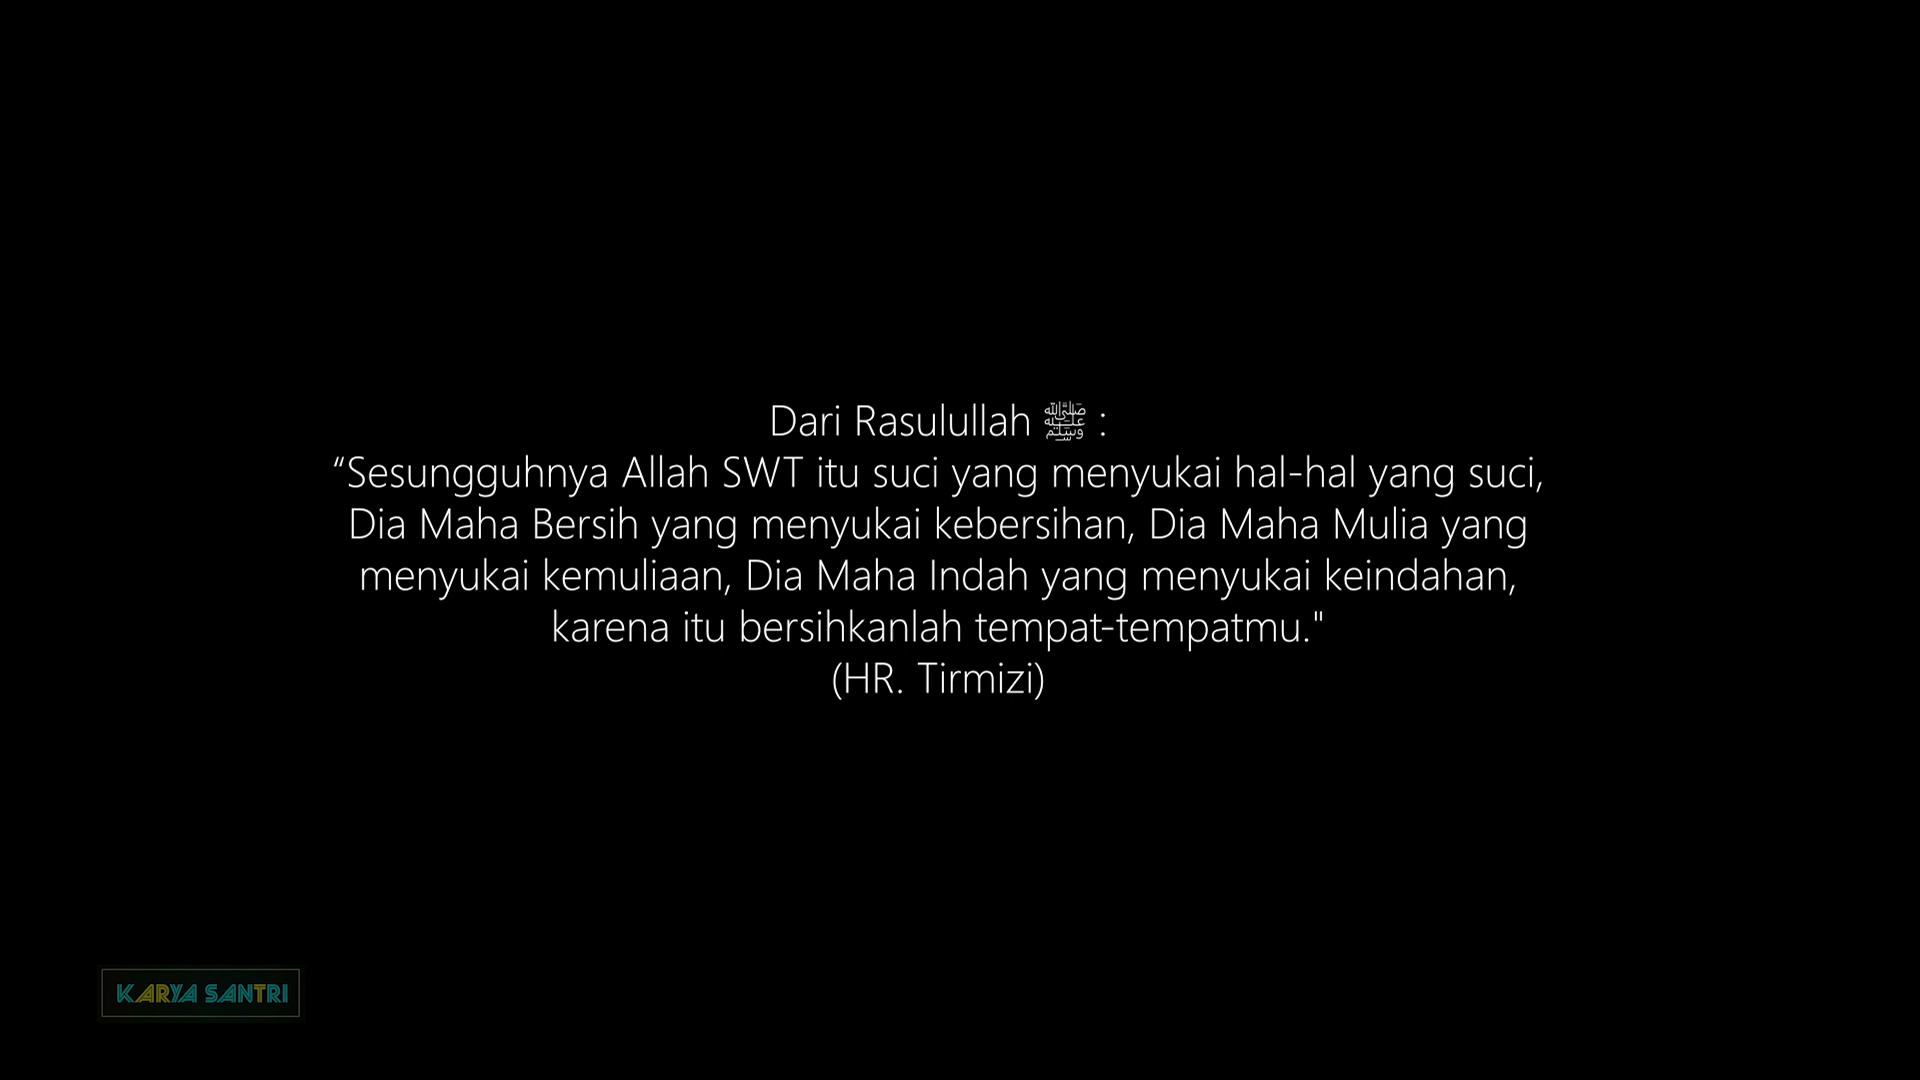 Dari Rasulullah ﷺ :
“Sesungguhnya Allah SWT itu suci yang menyukai hal-hal yang suci,
Dia Maha Bersih yang menyukai kebersihan, Dia Maha Mulia yang
menyukai kemuliaan, Dia Maha Indah yang menyukai keindahan,
karena itu bersihkanlah tempat-tempatmu."
(HR. Tirmizi)
KARYA SANTRI